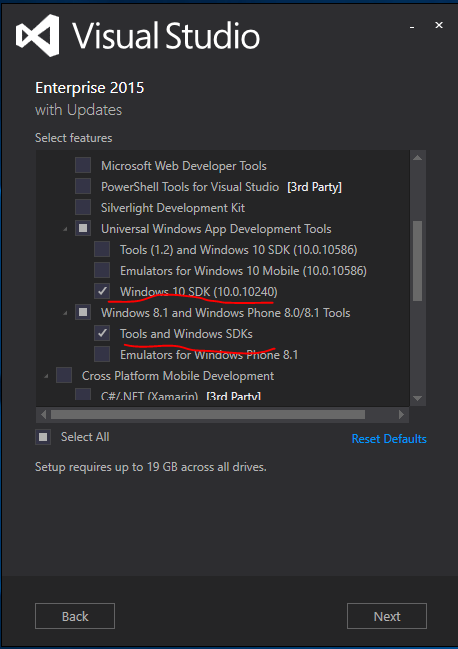 Visual Studio
Enterprise 2015
with Updates
Select features
Microsoft Web Developer Tools
PowerShell Tools for Visual Studio [3rd Party]
Silverlight Development Kit
Universal Windows App Development Tools
Tools (1.2) and Windows 10 SDK (10.0.10586)
Emulators for Windows 10 Mobile (10.0.10586)
Windows 10 SDK (10.0.10240)
Windows 8.1 and Windows Phone 8.0/8.1 Tools
Tools and Windows SDKs
Emulators for Windows Phone 8.1
Cross Platform Mobile Development
C#/.NET (Xamarin) [3rd Party]
Select All
Reset Defaults
Setup requires up to 19 GB across all drives.
Back
Next